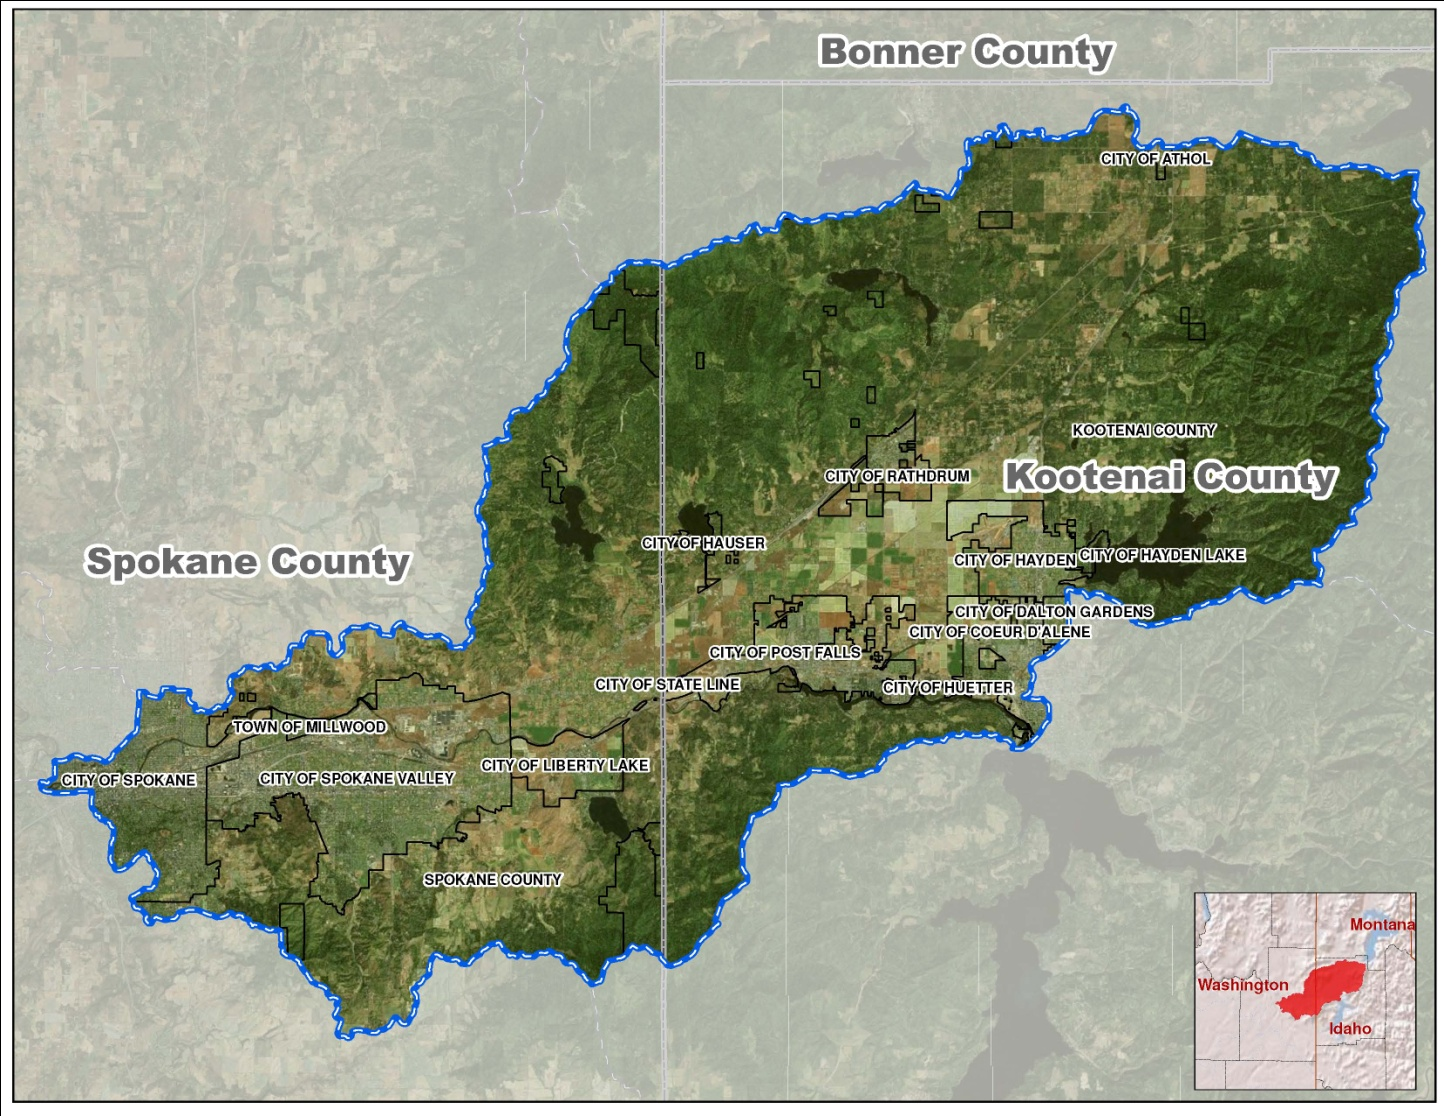 Bonner County
CITY OF ATHOL
KOOTENAI COUNTY
CITY OF RATHDRUM
Kootenai County
CITY OF HAUSER
CITY OF HAYDEN
CITY OF HAYDEN LAKE
Spokane County
CITY OF DALTON GARDENS
CITY OF COEUR D'ALENE
CITY OF POST FALLS
CITY OF STATE LINE
CITY OF HUETTER
TOWN OF MILLWOOD
CITY OF LIBERTY LAKE
CITY OF SPOKANE
CITY OF SPOKANE VALLEY
SPOKANE COUNTY
Montana
Washington
Idaho